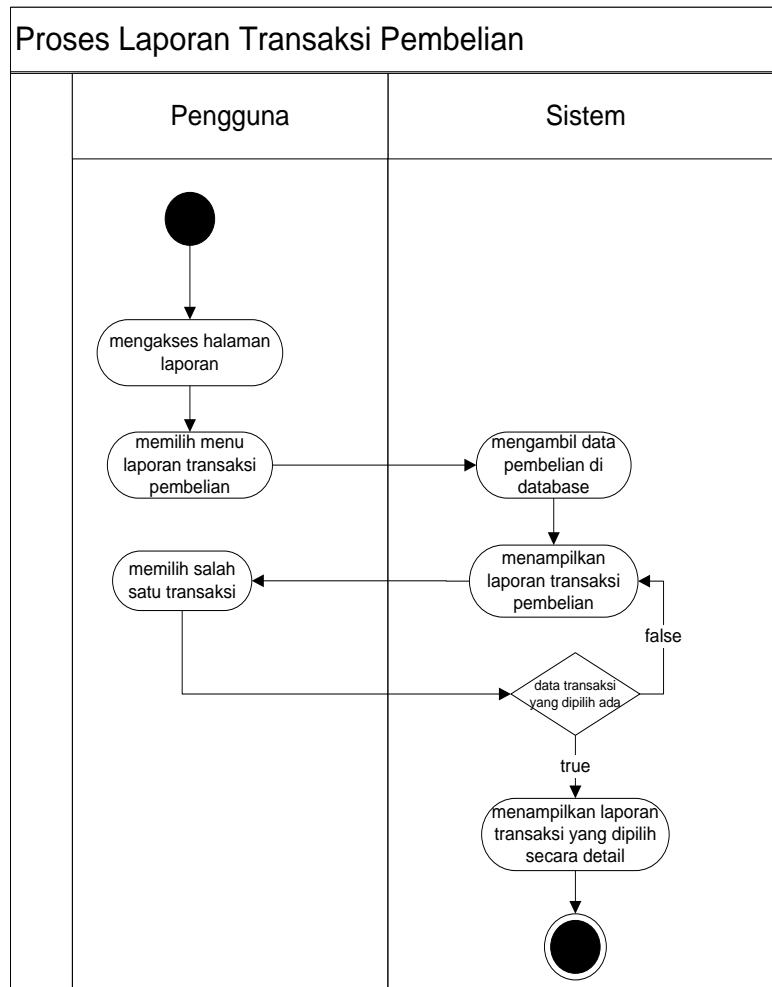 Proses Laporan Transaksi Pembelian
Pengguna
Sistem
mengakses halaman
laporan
memilih menu
laporan transaksi
pembelian
mengambil data
pembelian di
database
menampilkan
laporan transaksi
pembelian
memilih salah
satu transaksi
false
data transaksi
yang dipilih ada
true
menampilkan laporan
transaksi yang dipilih
secara detail